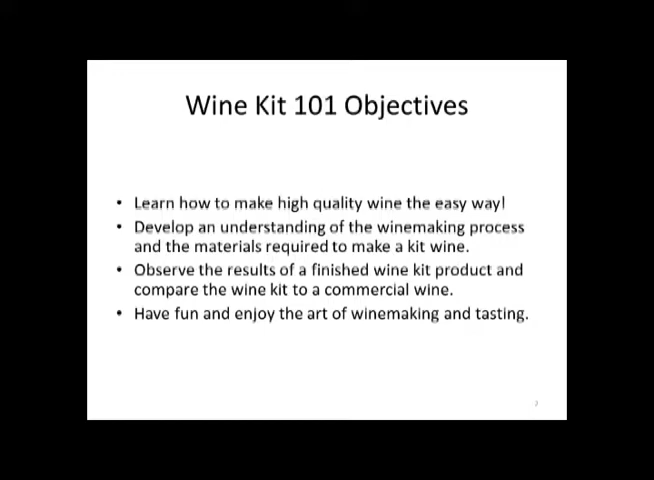 Wine Kit 101 Objectives
• Learn how to make high quality wine the easy way!
• Develop an understanding of the winemaking process
and the materials required to make a kit wine.
• Observe the results of a finished wine kit product and
compare the wine kit to a commercial wine.
• Have fun and enjoy the art of winemaking and tasting.
2